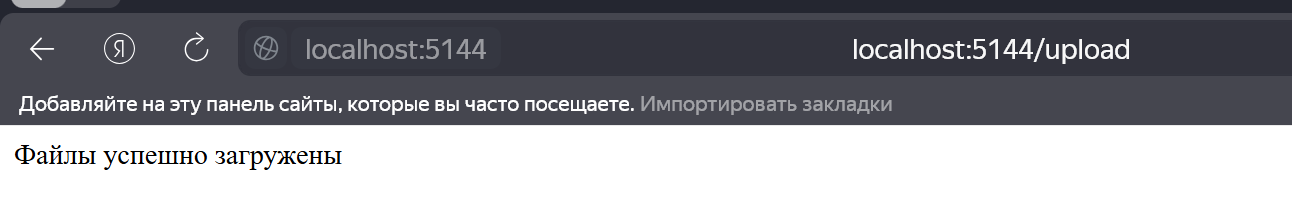 Я localhost:5144 localhost:5144/upload
Добавляйте на эту панель сайты, которые вы часто посещаете. Импортировать закладки
Файлы успешно загружены